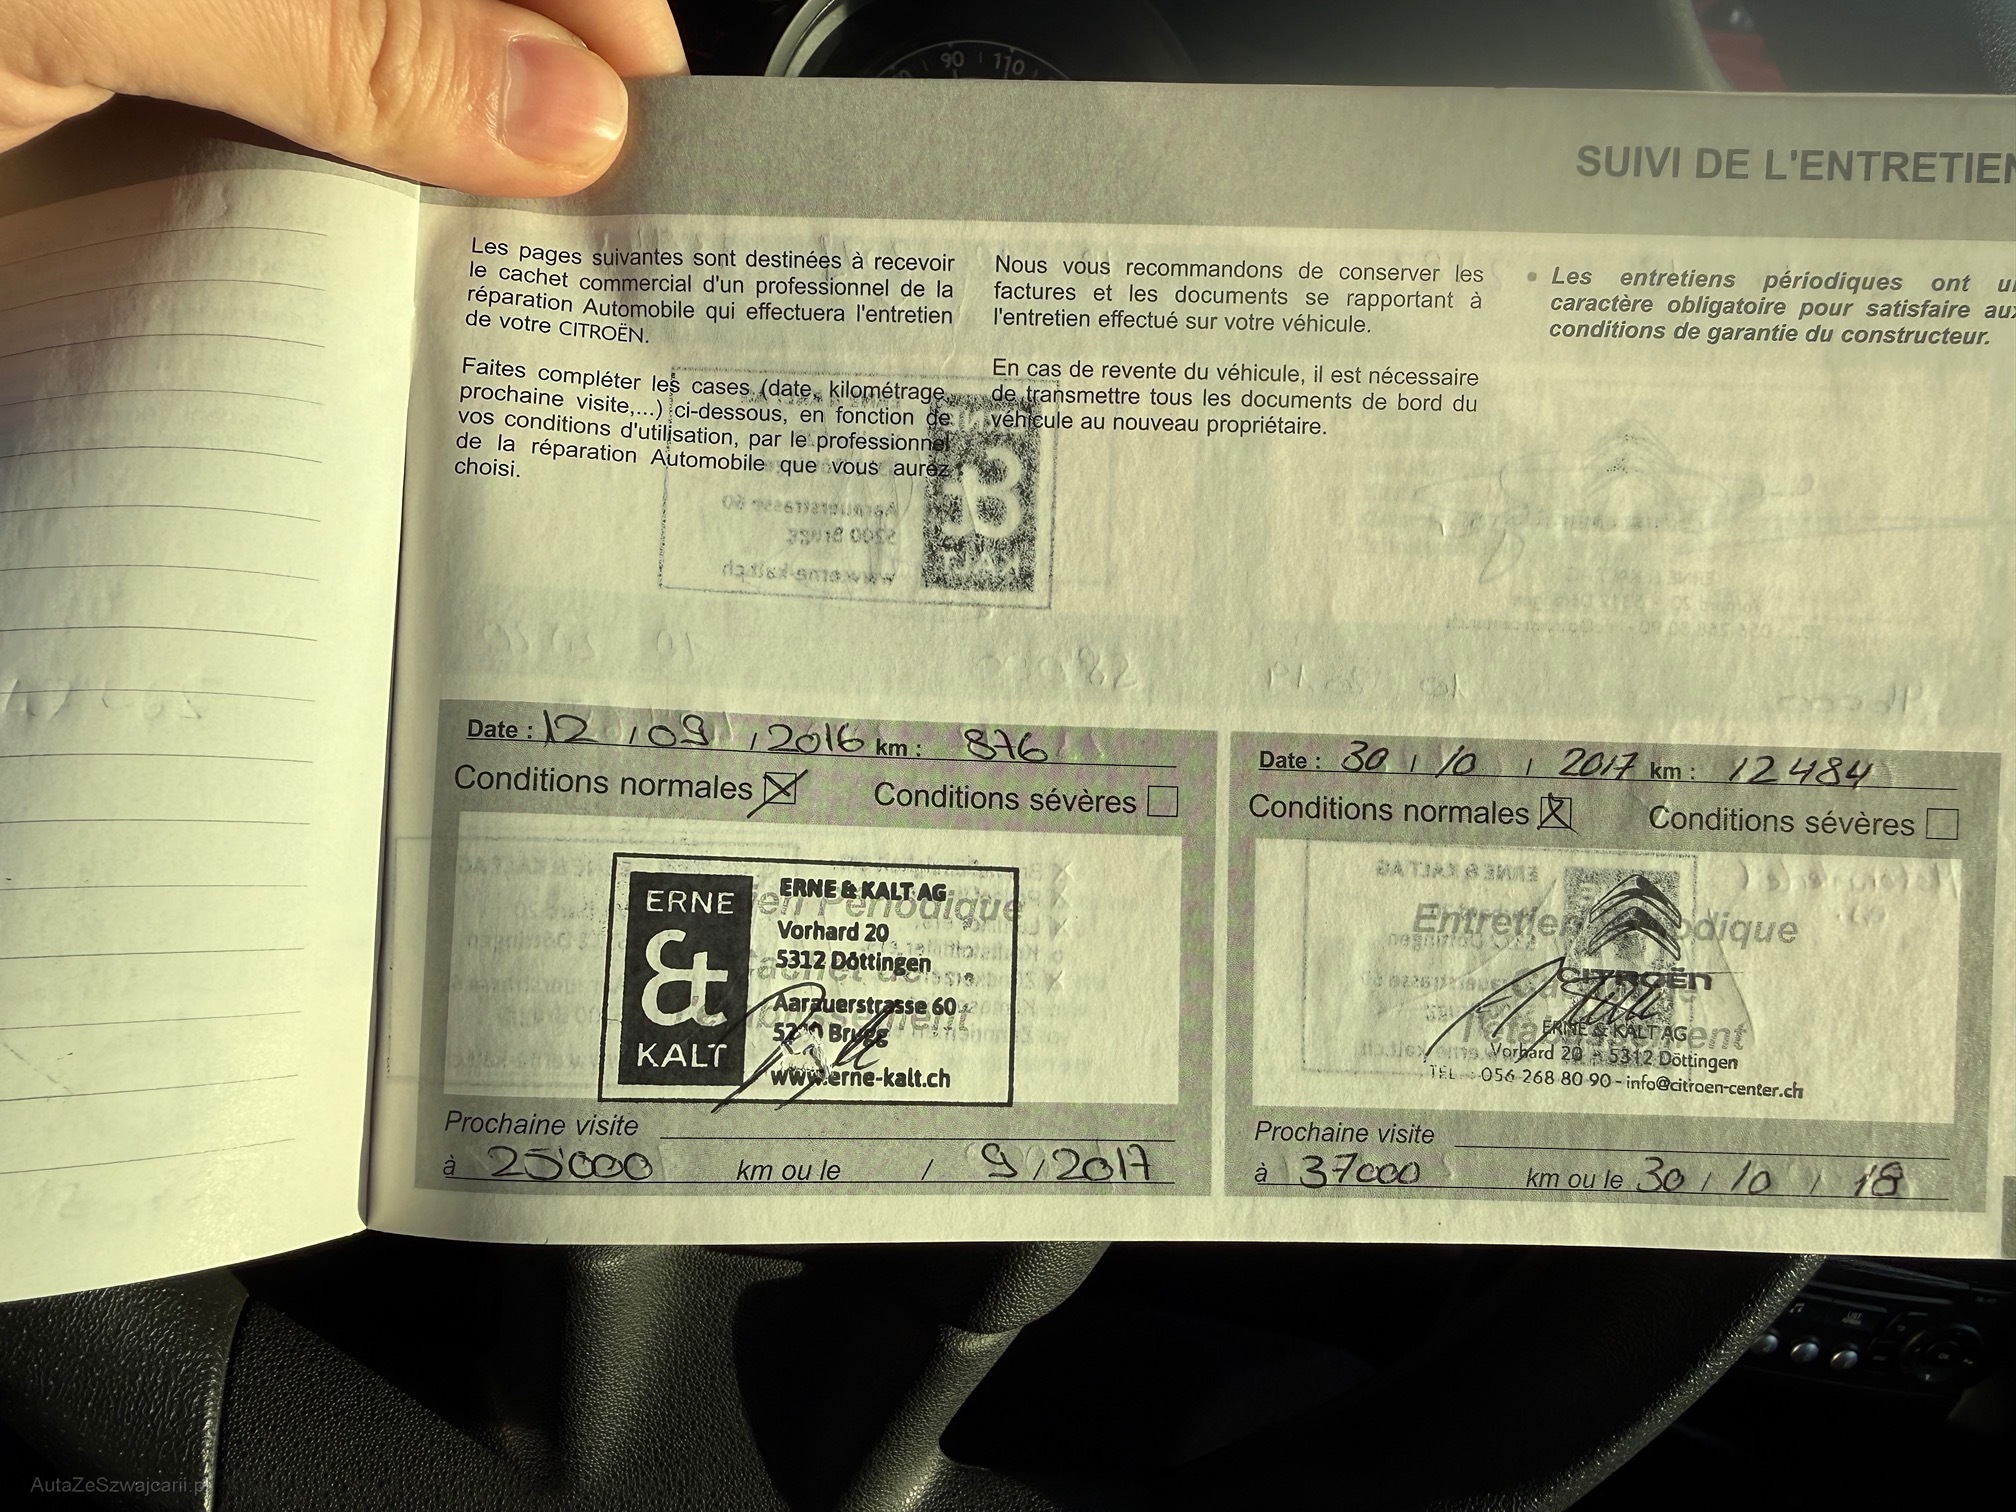 90 110
SUIVI DE L'ENTRETIEN
Les pages suivantes sont destinées à recevoir
le cachet commercial d'un professionnel de la
réparation Automobile qui effectuera l'entretien
de votre CITROËN.
Faites compléter les cases (date, kilométrage,
prochaine visite,...) ci-dessous, en fonction de
vos conditions d'utilisation, par le professionnel
de la réparation Automobile que vous aurez
choisi.
Nous vous recommandons de conserver les
factures et les documents se rapportant à
l'entretien effectué sur votre véhicule.
En cas de revente du véhicule, il est nécessaire
de transmettre tous les documents de bord du
véhicule au nouveau propriétaire.
• Les entretiens périodiques ont un
caractère obligatoire pour satisfaire aux
conditions de garantie du constructeur.
Date : 12 / 09 / 2016 km : 876
Conditions normales Conditions sévères
ERNE & KALT
ERNE & KALT AG
Vorhard 20
5312 Döttingen
Aarauerstrasse 60
5200 Brugg
www.erne-kalt.ch
Prochaine visite
à 25'000 km ou le / 9 / 2017
Date : 30 / 10 / 2017 km : 12484
Conditions normales Conditions sévères
Entretien Périodique
CITROËN
l'établissement
ERNE & KALT AG
Vorhard 20 - 5312 Döttingen
TEL. 056 268 80 90 - info@citroen-center.ch
Prochaine visite
à 37000 km ou le 30 / 10 / 18
AutaZeSzwajcarii.pl